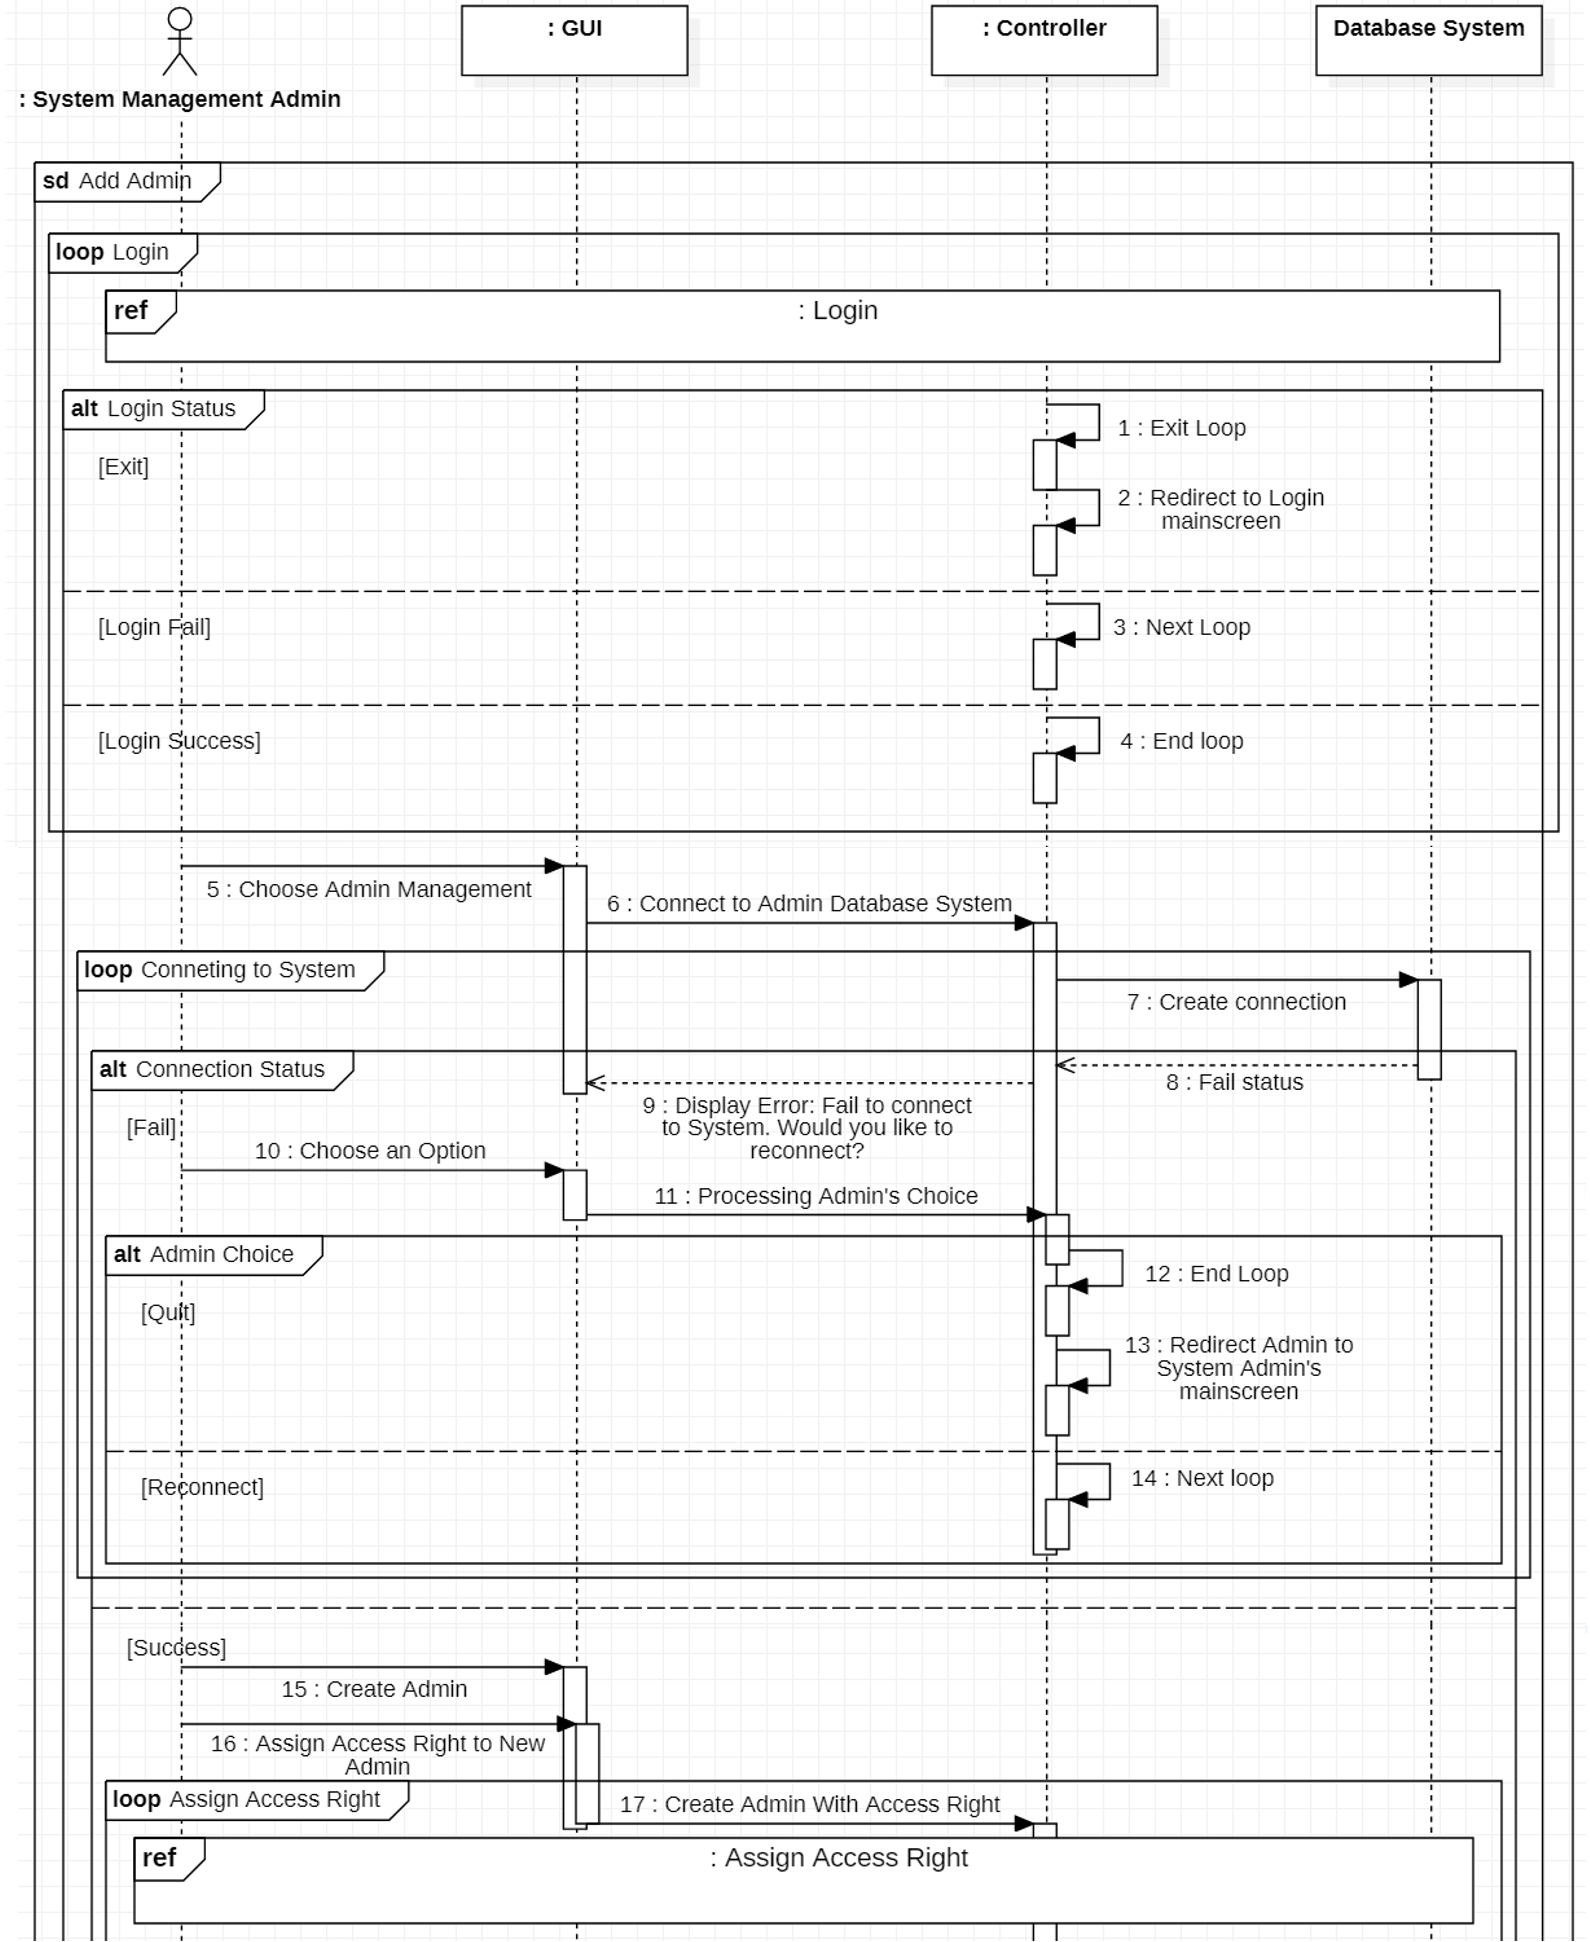 : GUI
: Controller
Database System
: System Management Admin
sd Add Admin
loop Login
ref
: Login
alt Login Status
1 : Exit Loop
[Exit]
2 : Redirect to Login
mainscreen
[Login Fail]
3 : Next Loop
[Login Success]
4 : End loop
5 : Choose Admin Management
6 : Connect to Admin Database System
loop Conneting to System
7 : Create connection
alt Connection Status
8 : Fail status
9 : Display Error: Fail to connect
to System. Would you like to
reconnect?
[Fail]
10 : Choose an Option
11 : Processing Admin's Choice
alt Admin Choice
12 : End Loop
[Quit]
13 : Redirect Admin to
System Admin's
mainscreen
[Reconnect]
14 : Next loop
[Success]
15 : Create Admin
16 : Assign Access Right to New
Admin
loop Assign Access Right
17 : Create Admin With Access Right
ref
: Assign Access Right